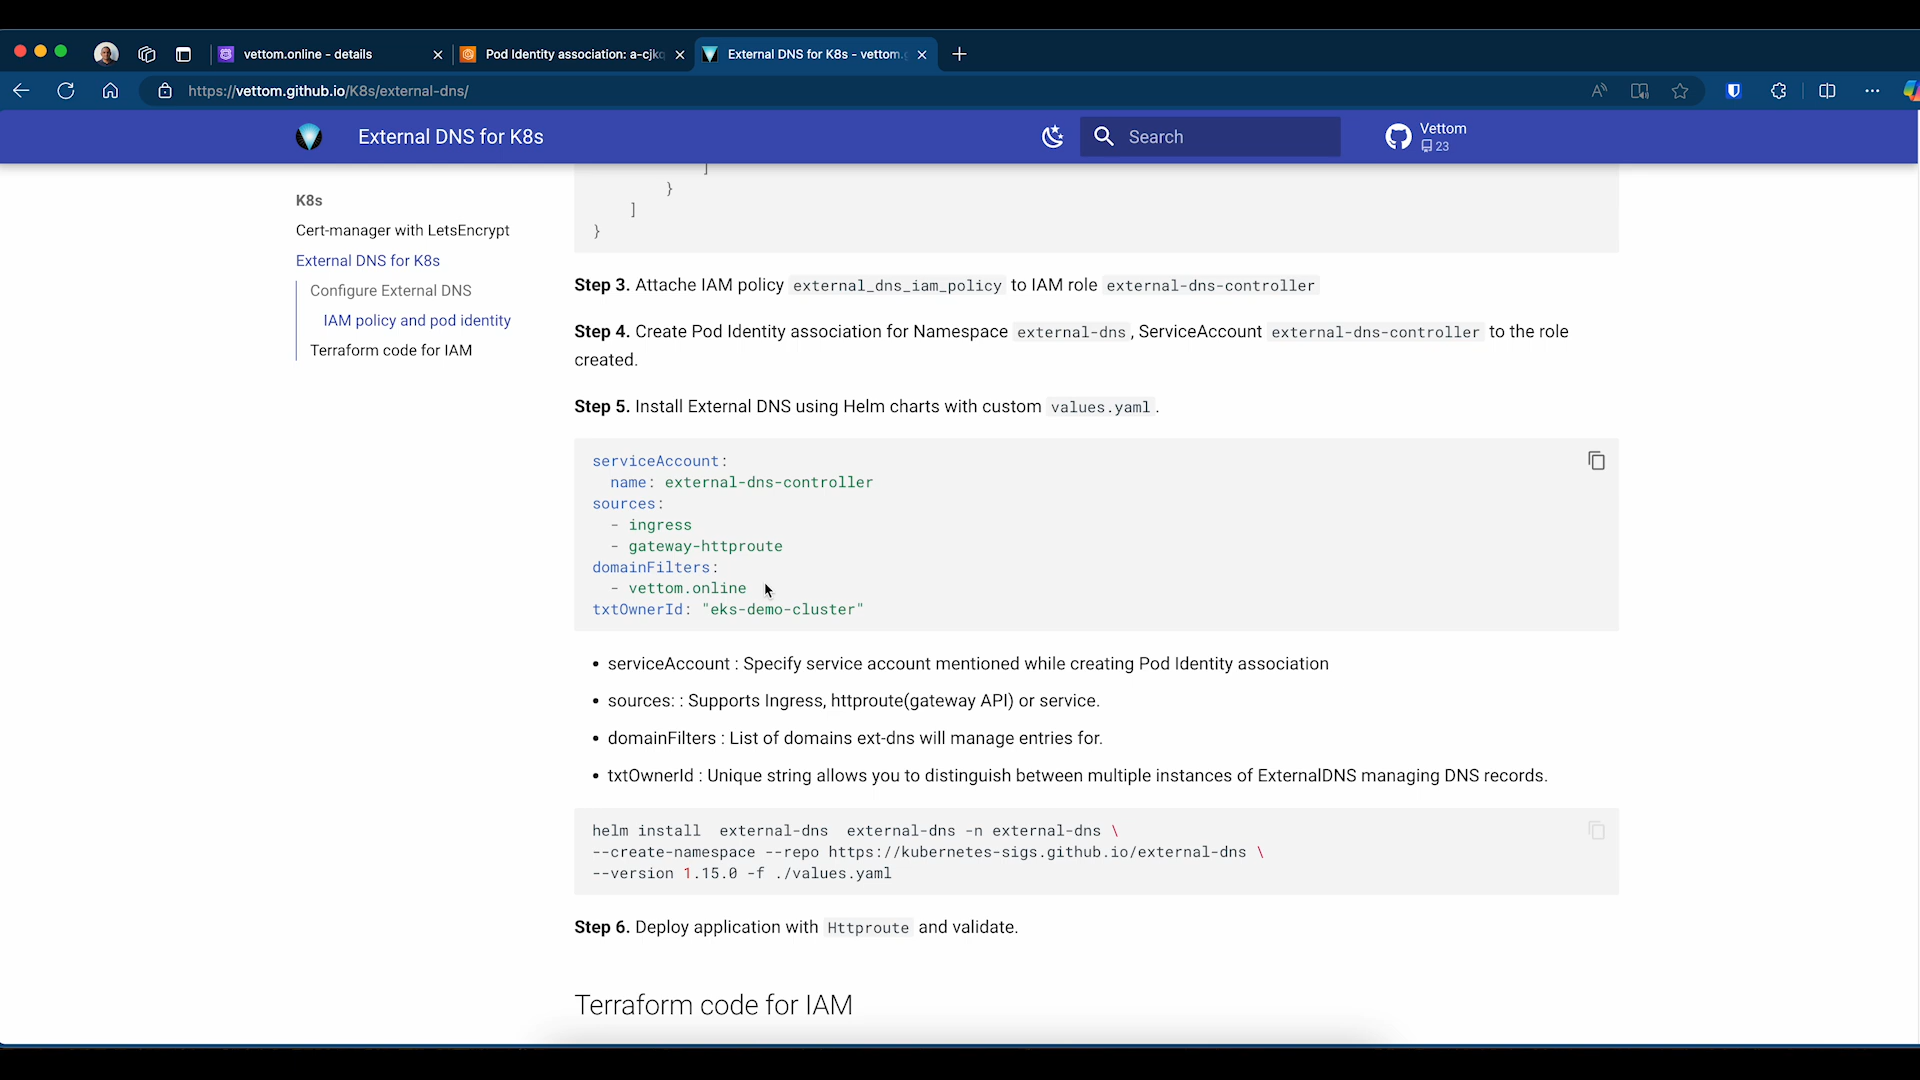 vettom.online - details
Pod Identity association: a-cjk
External DNS for K8s - vettom.
https://vettom.github.io/K8s/external-dns/
External DNS for K8s
Search
Vettom
23
K8s
Cert-manager with LetsEncrypt
External DNS for K8s
Configure External DNS
IAM policy and pod identity
Terraform code for IAM
]
}
]
}
Step 3. Attache IAM policy external_dns_iam_policy to IAM role external-dns-controller
Step 4. Create Pod Identity association for Namespace external-dns, ServiceAccount external-dns-controller to the role
created.
Step 5. Install External DNS using Helm charts with custom values.yaml.
serviceAccount:
name: external-dns-controller
sources:
- ingress
- gateway-httproute
domainFilters:
- vettom.online
txtOwnerId: "eks-demo-cluster"
• serviceAccount : Specify service account mentioned while creating Pod Identity association
• sources: : Supports Ingress, httproute(gateway API) or service.
• domainFilters : List of domains ext-dns will manage entries for.
• txtOwnerId : Unique string allows you to distinguish between multiple instances of ExternalDNS managing DNS records.
helm install  external-dns  external-dns -n external-dns \
--create-namespace --repo https://kubernetes-sigs.github.io/external-dns \
--version 1.15.0 -f ./values.yaml
Step 6. Deploy application with Httproute and validate.
Terraform code for IAM